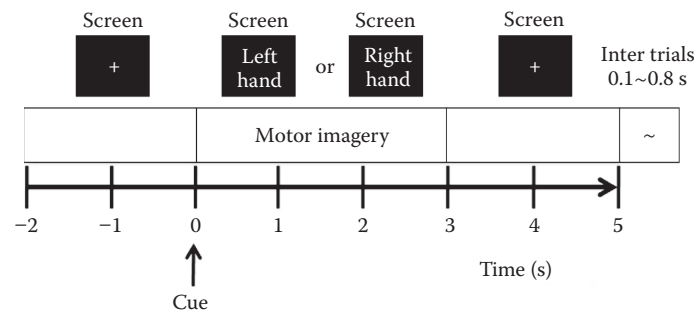 Screen
Screen
Screen
Screen
+
Left
hand
or
Right
hand
+
Inter trials
0.1~0.8 s
Motor imagery
~
−2 −1 0 1 2 3 4 5
Time (s)
Cue